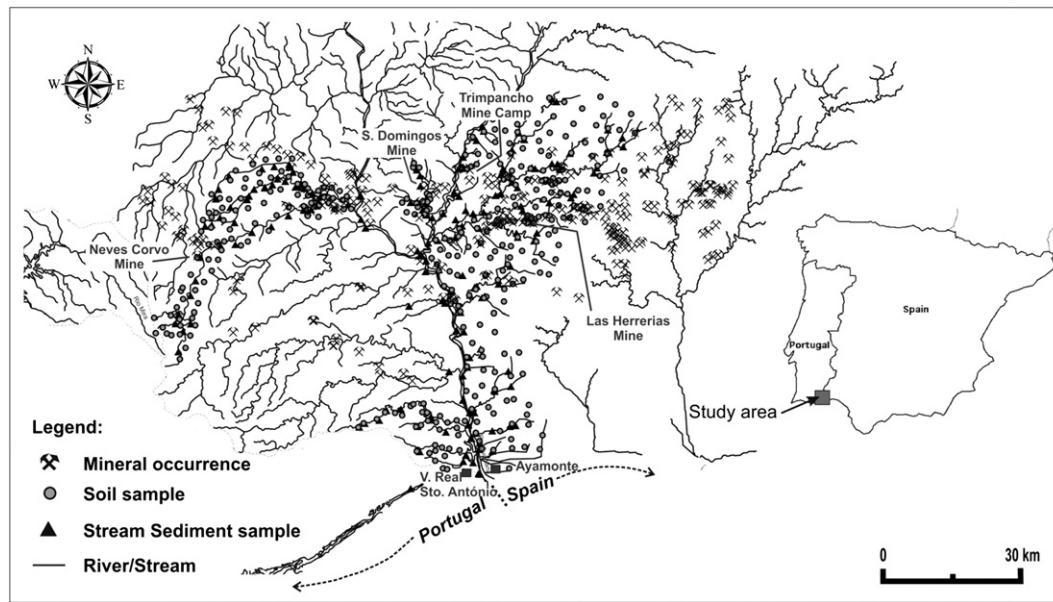 N
W E
S
Trimpancho
Mine Camp
S. Domingos
Mine
Neves Corvo
Mine
Las Herrerias
Mine
Spain
Portugal
Study area
Legend:
Mineral occurrence
Soil sample
Stream Sediment sample
River/Stream
V. Real
Sto. António
Ayamonte
Portugal
Spain
0 30 km